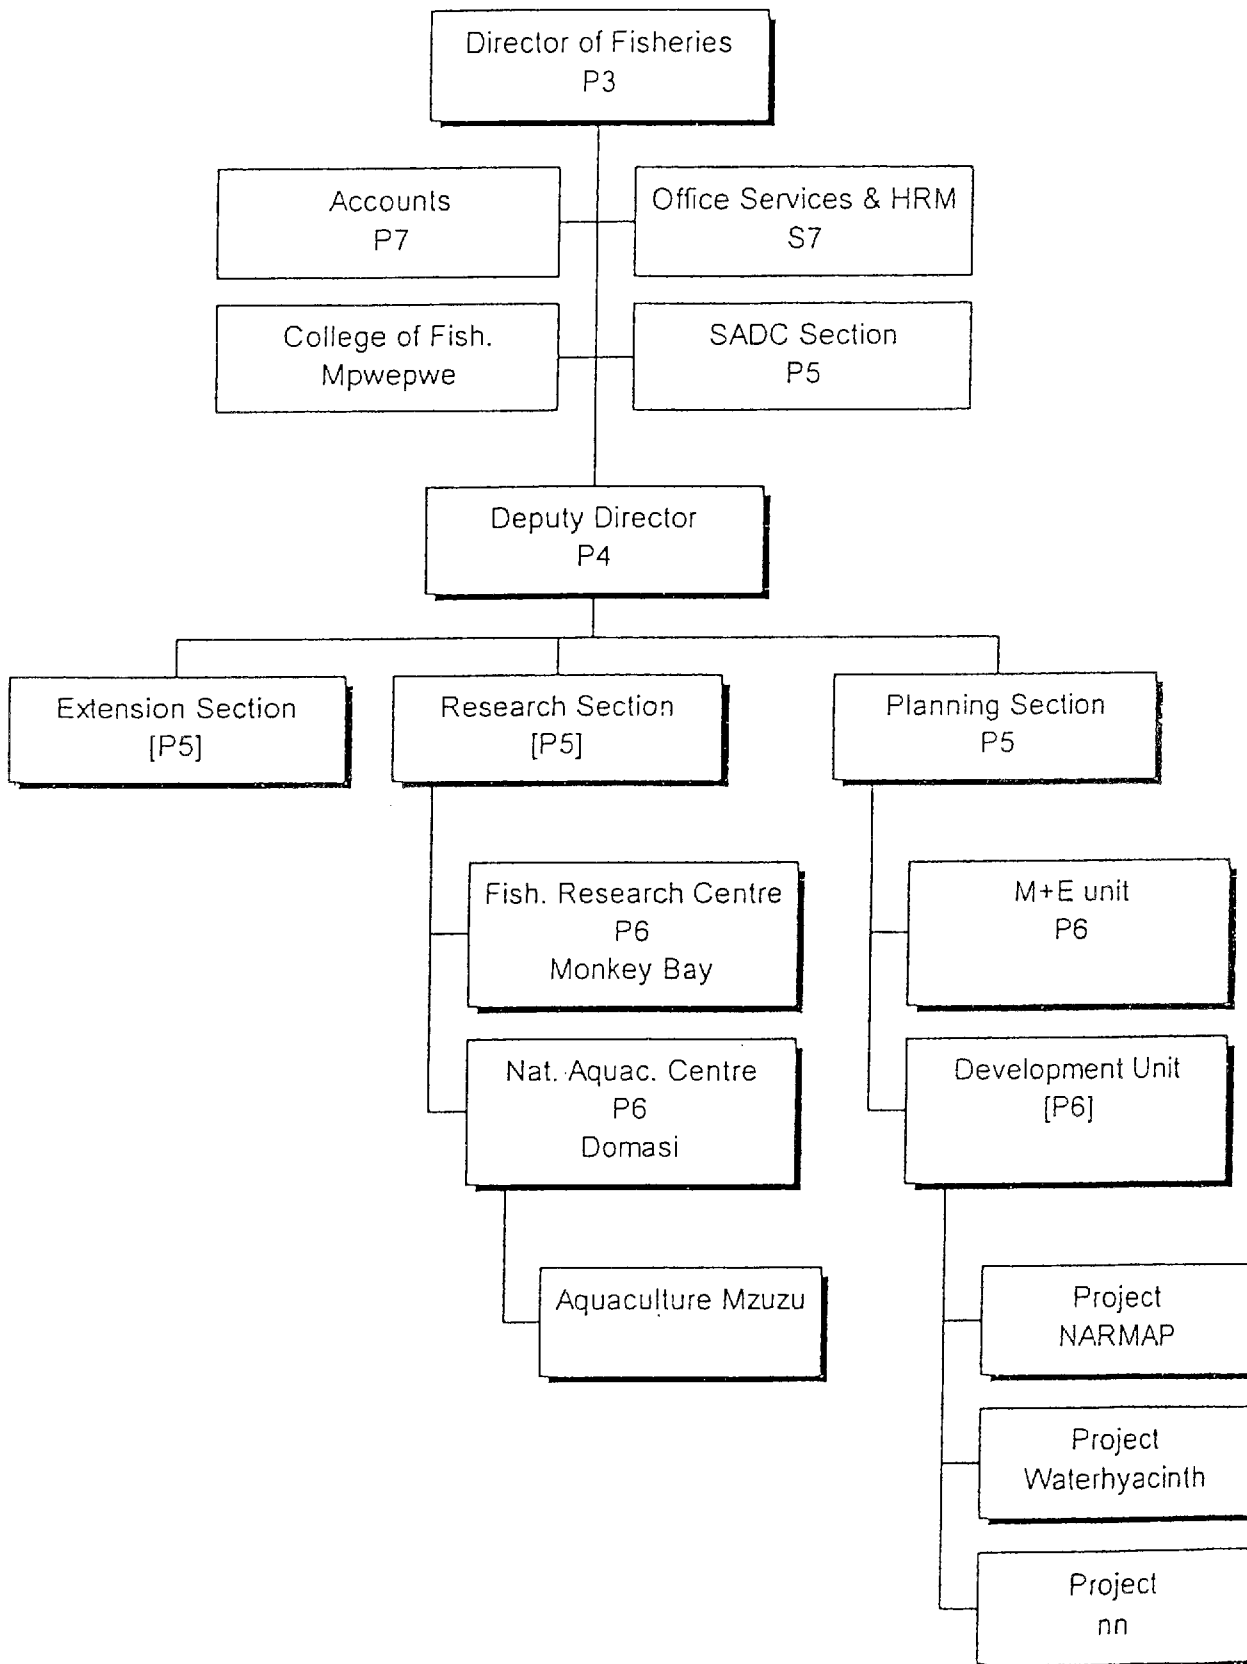 Director of Fisheries
P3
Accounts
P7
Office Services & HRM
S7
College of Fish.
Mpwepwe
SADC Section
P5
Deputy Director
P4
Extension Section
[P5]
Research Section
[P5]
Planning Section
P5
Fish. Research Centre
P6
Monkey Bay
M+E unit
P6
Nat. Aquac. Centre
P6
Domasi
Development Unit
[P6]
Aquaculture Mzuzu
Project
NARMAP
Project
Waterhyacinth
Project
nn